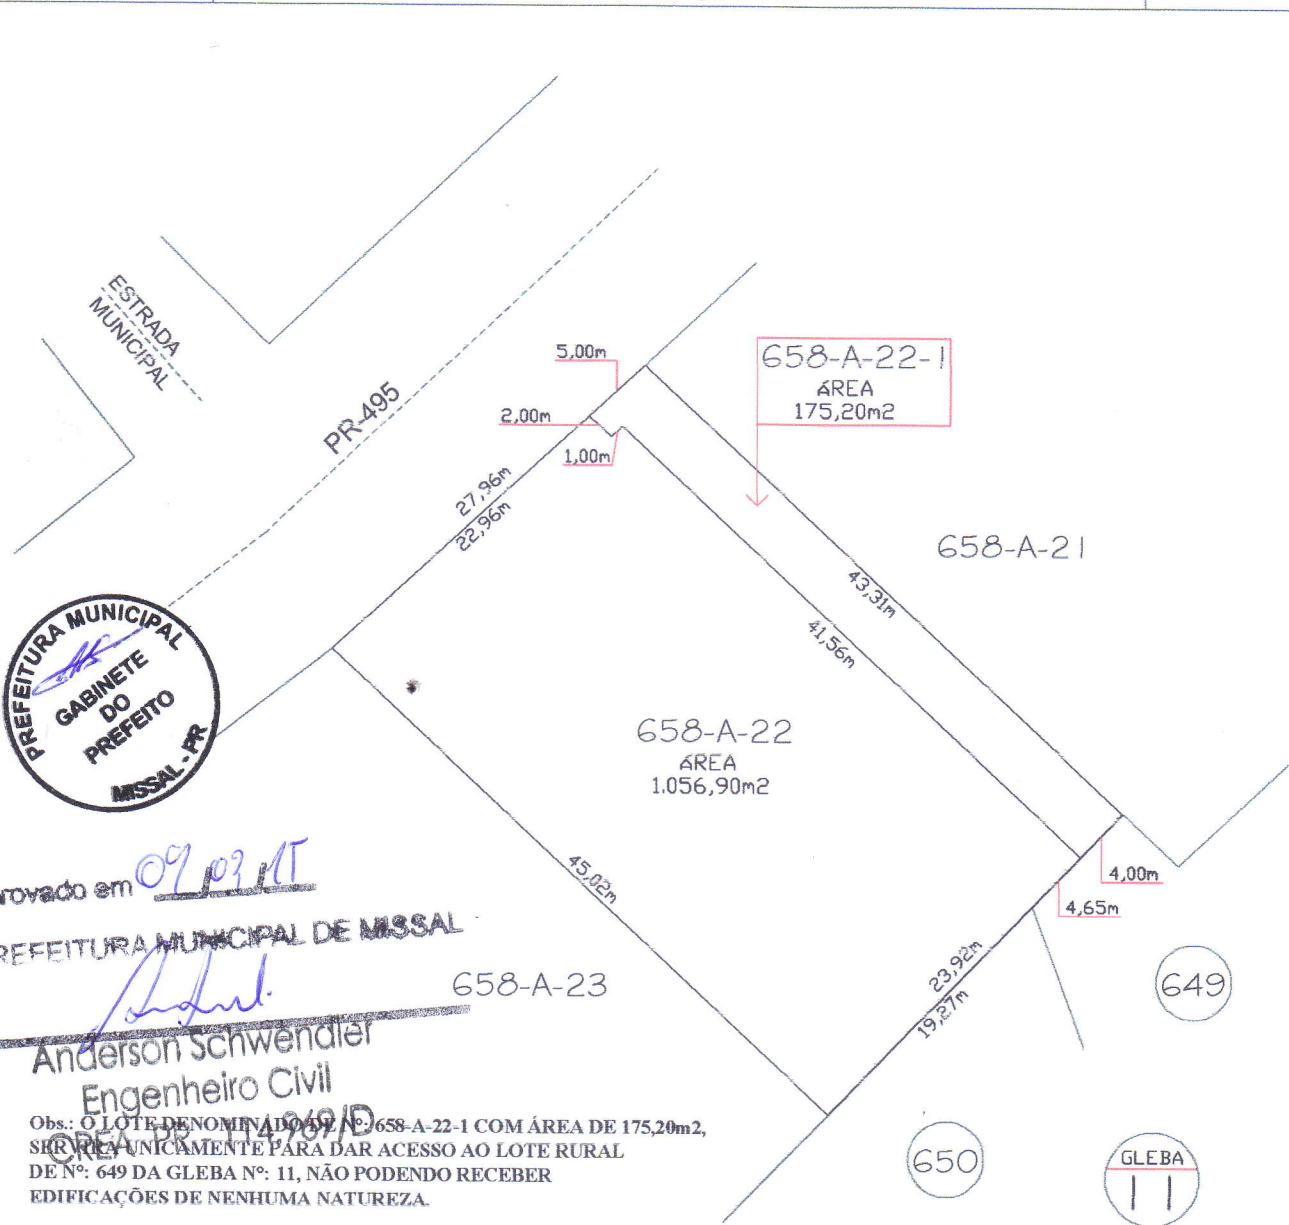 ESTRADA
MUNICIPAL
PR-495
5,00m
2,00m
1,00m
658-A-22-1
ÁREA
175,20m2
27,96m
22,96m
658-A-21
43,31m
41,56m
PREFEITURA MUNICIPAL
GABINETE
DO
PREFEITO
MISSAL - PR
658-A-22
ÁREA
1.056,90m2
45,02m
4,00m
4,65m
rovado em 09/03/
REFEITURA MUNICIPAL DE MISSAL
658-A-23
23,92m
19,27m
649
Anderson Schwendler
Engenheiro Civil
CREA PR - 114.969/D
Obs.: O LOTE DENOMINADO DE Nº: 658-A-22-1 COM ÁREA DE 175,20m2,
SERVIRÁ UNICAMENTE PARA DAR ACESSO AO LOTE RURAL
DE Nº: 649 DA GLEBA Nº: 11, NÃO PODENDO RECEBER
EDIFICAÇÕES DE NENHUMA NATUREZA.
650
GLEBA
11